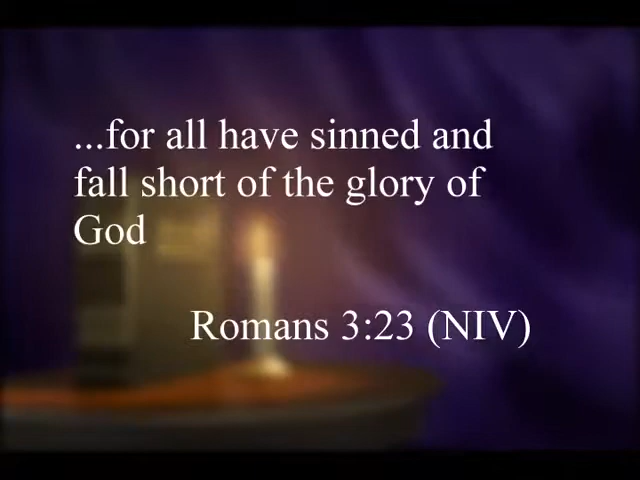 ...for all have sinned and
fall short of the glory of
God
Romans 3:23 (NIV)